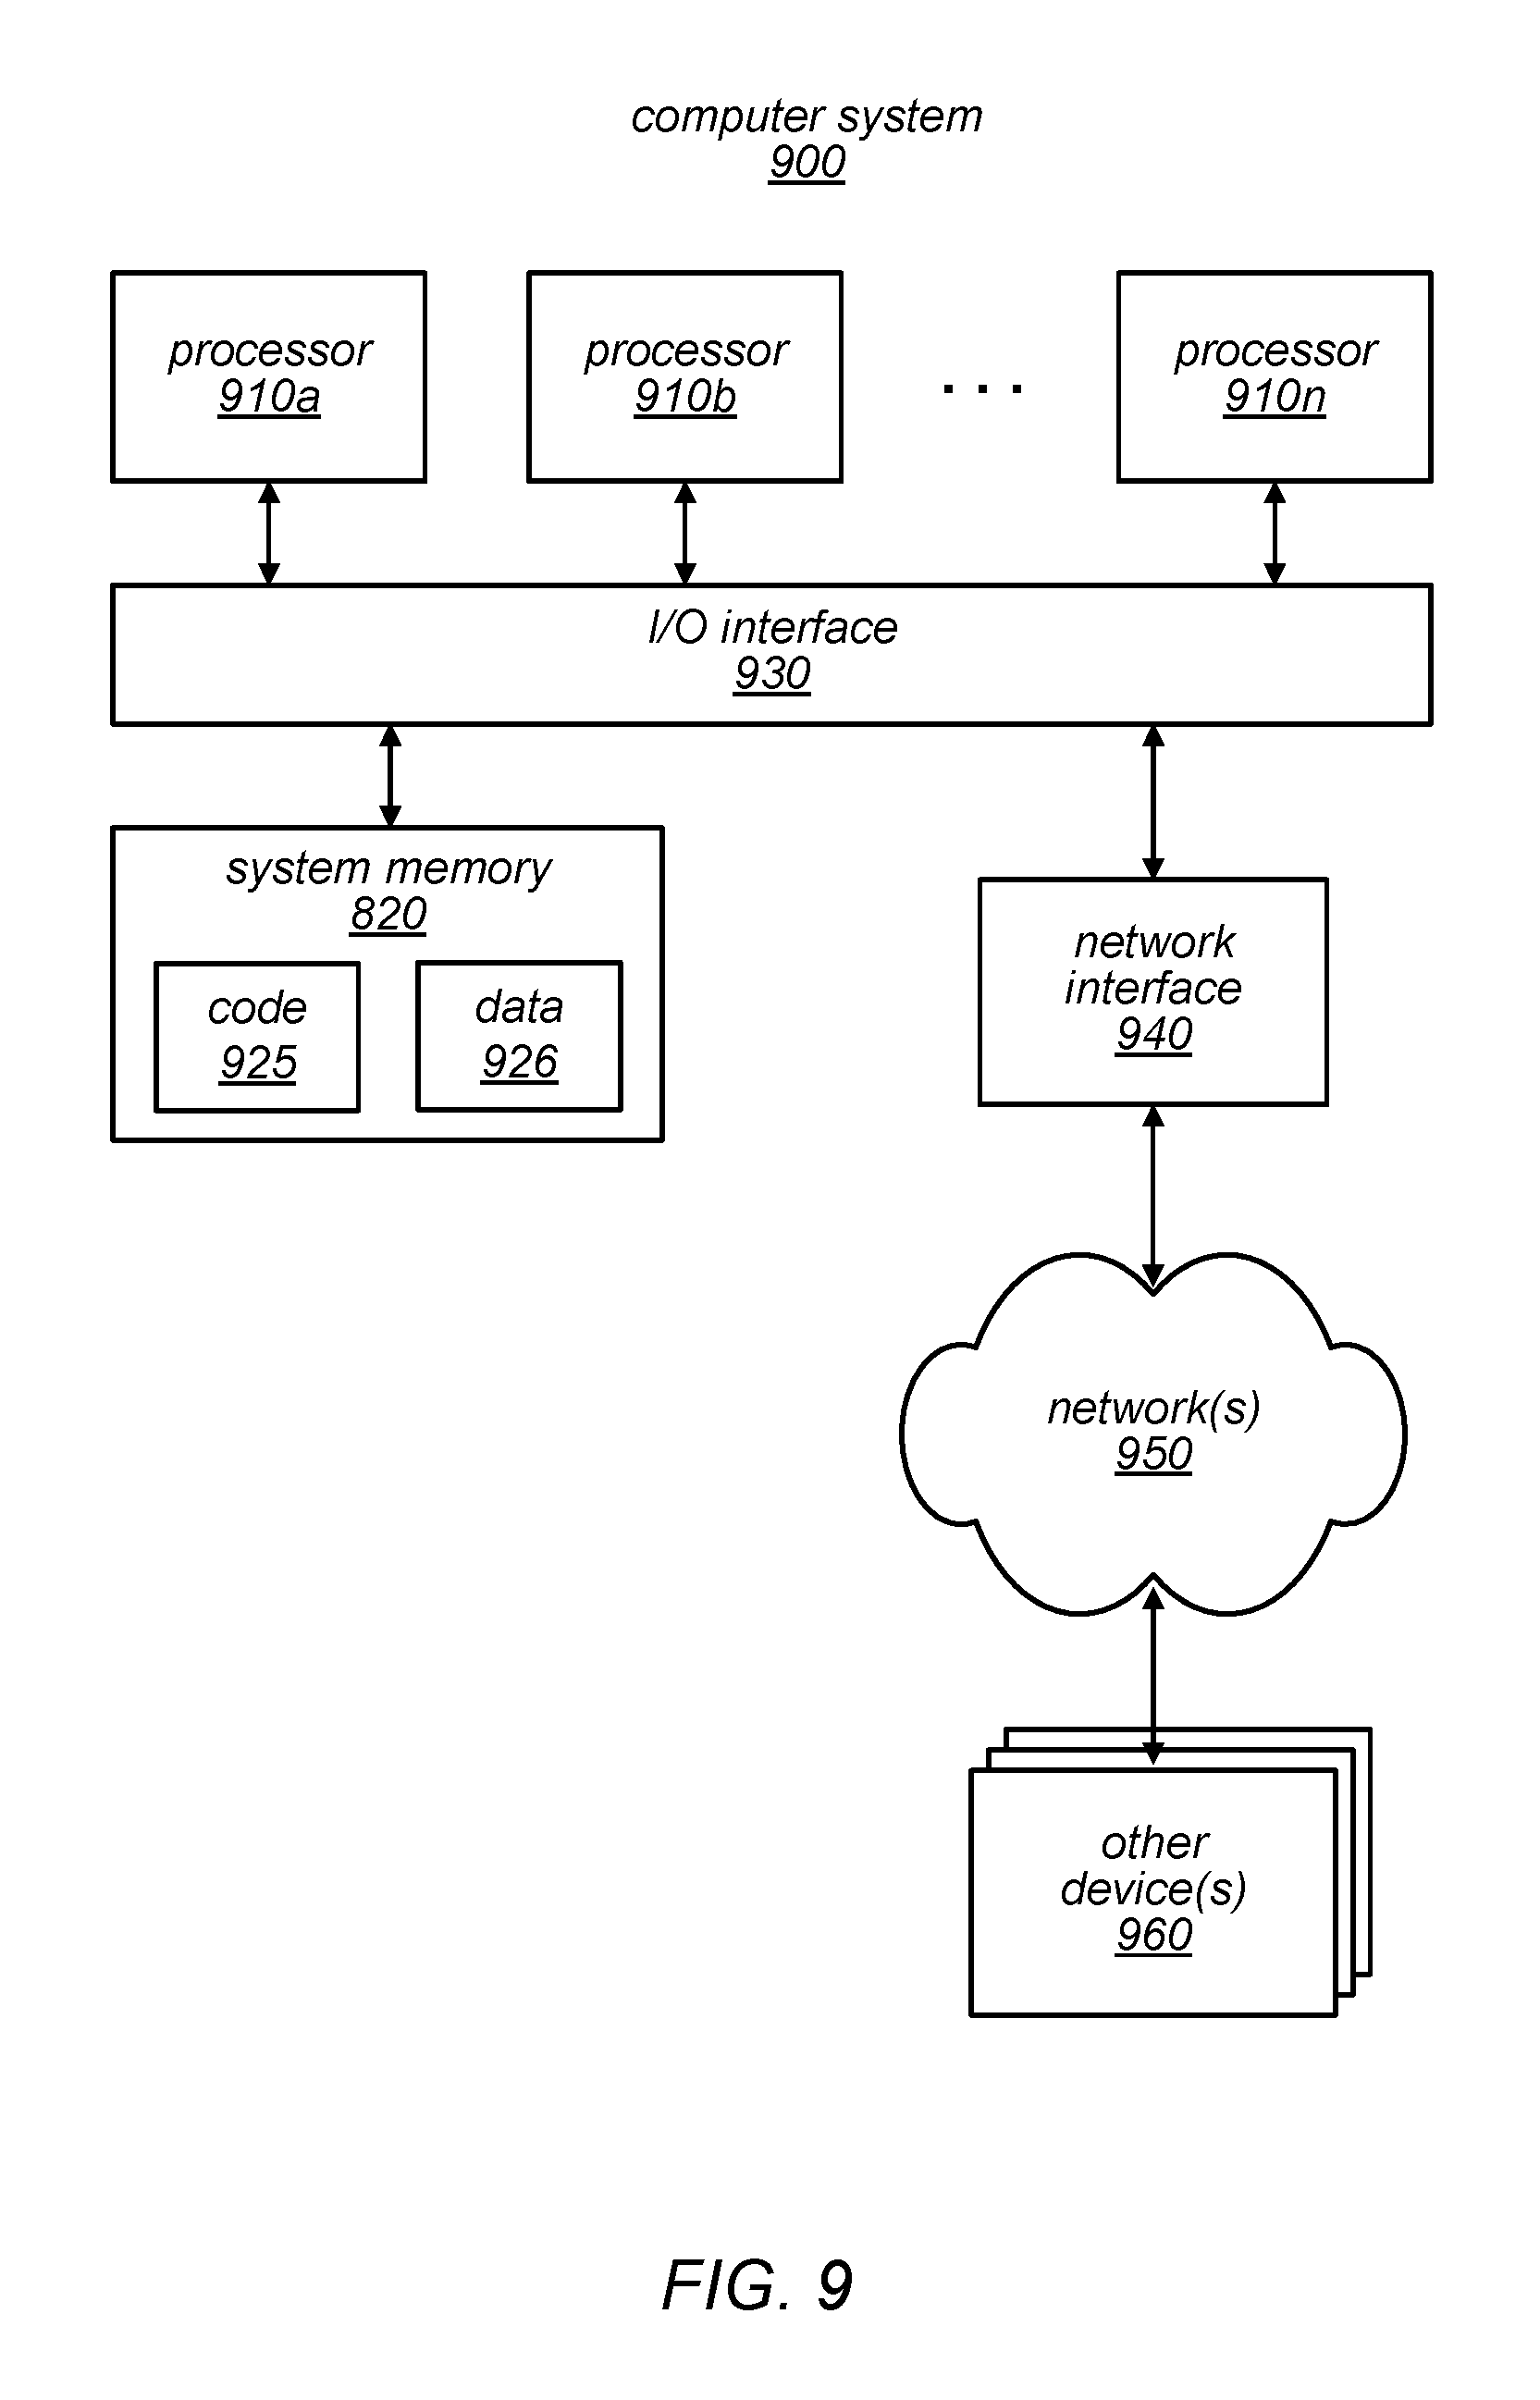 computer system
900
processor
910a
processor
910b
. . .
processor
910n
I/O interface
930
system memory
820
code
925
data
926
network
interface
940
network(s)
950
other
device(s)
960
FIG. 9